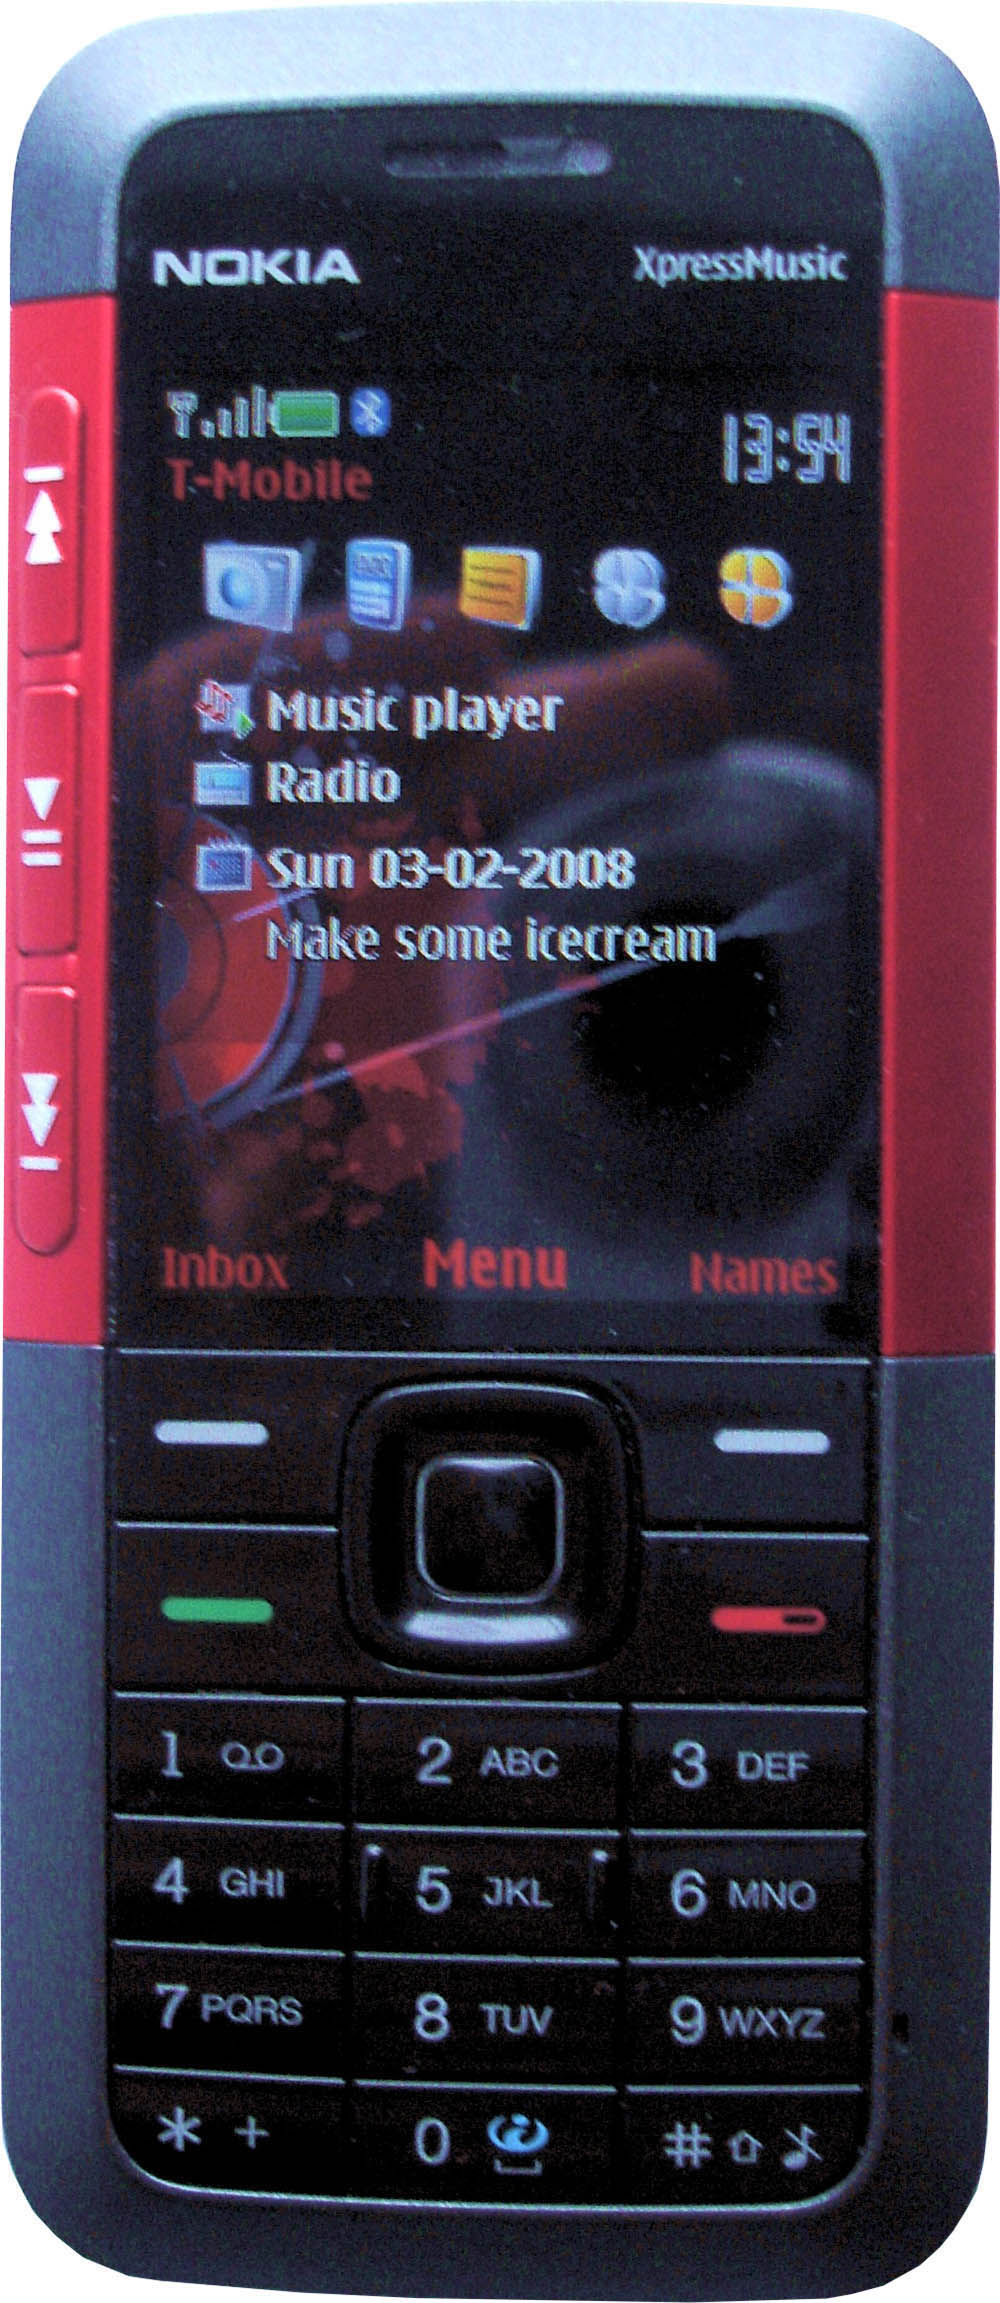 NOKIA XpressMusic
13:54
T-Mobile
Music player
Radio
Sun 03-02-2008
Make some icecream
Inbox Menu Names
1 2 ABC 3 DEF
4 GHI 5 JKL 6 MNO
7 PQRS 8 TUV 9 WXYZ
* + 0 #